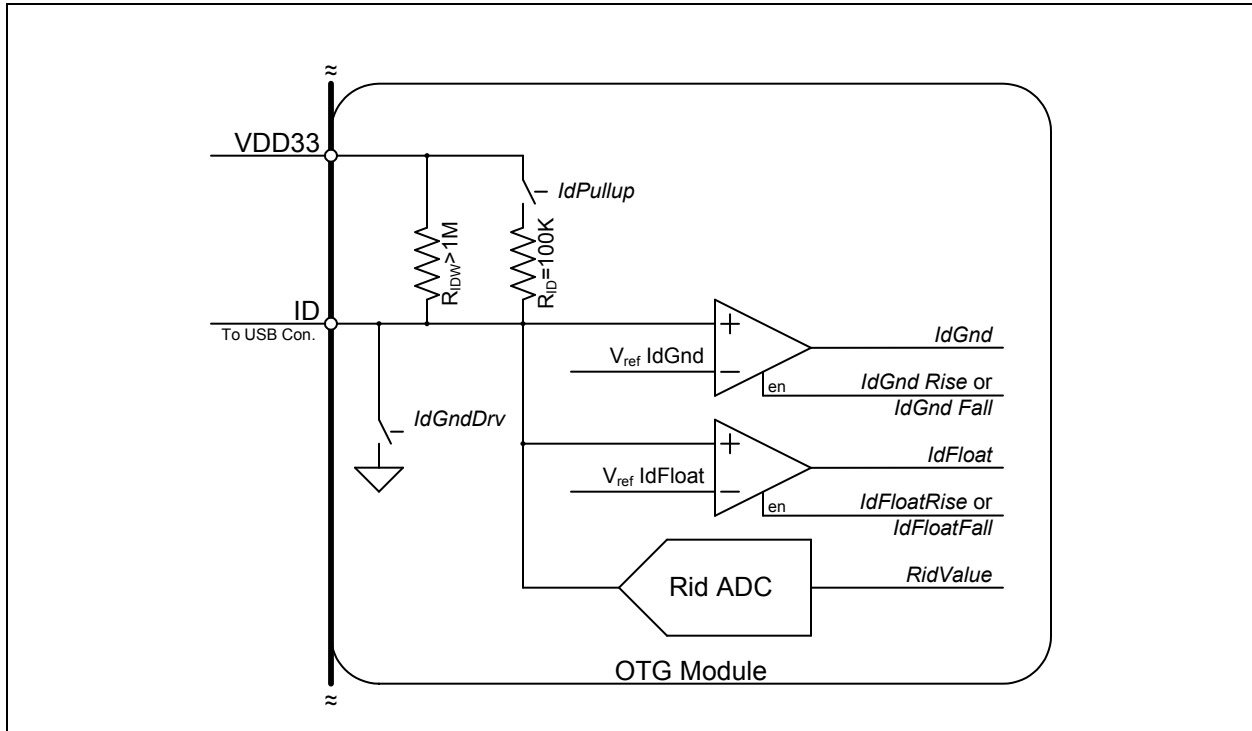 ≈
VDD33
IdPullup
RIDW>1M
RID=100K
ID
To USB Con.
IdGndDrv
+
Vref IdGnd
−
IdGnd
en
IdGnd Rise or
IdGnd Fall
+
Vref IdFloat
−
IdFloat
en
IdFloatRise or
IdFloatFall
Rid ADC
RidValue
OTG Module
≈